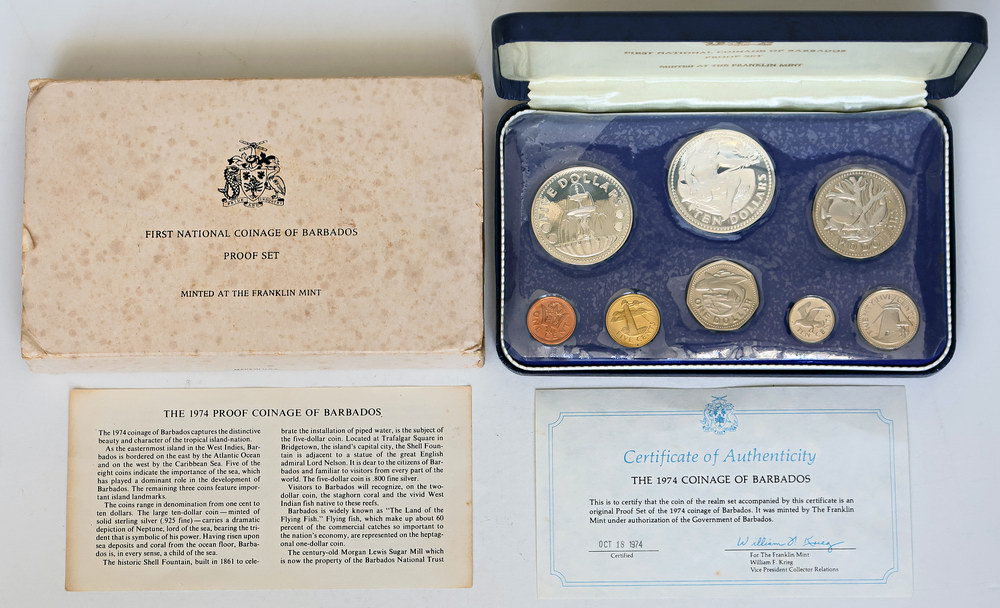 FIRST NATIONAL COINAGE OF BARBADOS
PROOF SET
MINTED AT THE FRANKLIN MINT
FIRST NATIONAL COINAGE OF BARBADOS
PROOF SET
MINTED AT THE FRANKLIN MINT
FIVE DOLLARS
TEN DOLLARS
TWO DOLLARS
ONE DOLLAR
FIVE CENTS
THE 1974 PROOF COINAGE OF BARBADOS
The 1974 coinage of Barbados captures the distinctive
beauty and character of the tropical island-nation.
As the easternmost island in the West Indies, Bar-
bados is bordered on the east by the Atlantic Ocean
and on the west by the Caribbean Sea. Five of the
eight coins indicate the importance of the sea, which
has played a dominant role in the development of
Barbados. The remaining three coins feature impor-
tant island landmarks.
The coins range in denomination from one cent to
ten dollars. The large ten-dollar coin—minted of
solid sterling silver (.925 fine)—carries a dramatic
depiction of Neptune, lord of the sea, bearing the tri-
dent that is symbolic of his power. Having risen upon
sea deposits and coral from the ocean floor, Barba-
dos is, in every sense, a child of the sea.
The historic Shell Fountain, built in 1861 to cele-
brate the installation of piped water, is the subject of
the five-dollar coin. Located at Trafalgar Square in
Bridgetown, the island's capital city, the Shell Foun-
tain is adjacent to a statue of the great English
admiral Lord Nelson. It is dear to the citizens of Bar-
bados and familiar to visitors from every part of the
world. The five-dollar coin is .800 fine silver.
Visitors to Barbados will recognize, on the two-
dollar coin, the staghorn coral and the vivid West
Indian fish native to these reefs.
Barbados is widely known as "The Land of the
Flying Fish." Flying fish, which make up about 60
percent of the commercial catches so important to
the nation's economy, are represented on the heptag-
onal one-dollar coin.
The century-old Morgan Lewis Sugar Mill which
is now the property of the Barbados National Trust
Certificate of Authenticity
THE 1974 COINAGE OF BARBADOS
This is to certify that the coin of the realm set accompanied by this certificate is an
original Proof Set of the 1974 coinage of Barbados. It was minted by The Franklin
Mint under authorization of the Government of Barbados.
OCT 18 1974
Certified
William F. Krieg
For The Franklin Mint
William F. Krieg
Vice President Collector Relations